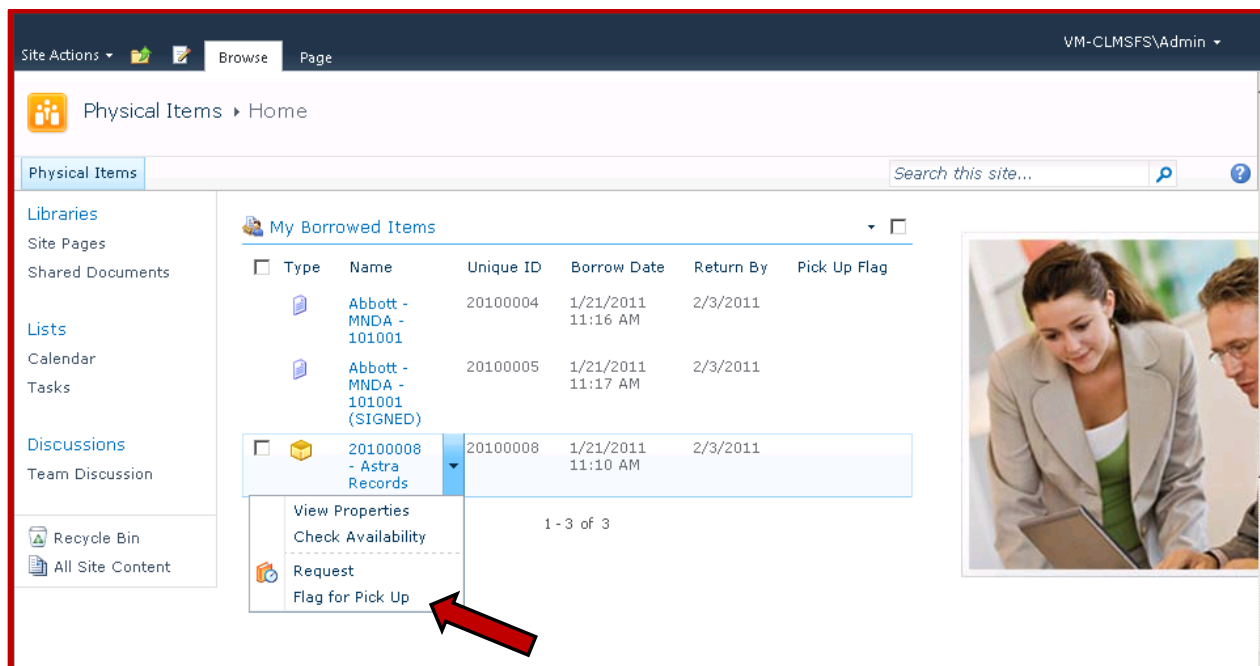 Site Actions
Browse
Page
VM-CLMSFS\Admin
Physical Items Home
Physical Items
Search this site...
Libraries
Site Pages
Shared Documents
Lists
Calendar
Tasks
Discussions
Team Discussion
Recycle Bin
All Site Content
My Borrowed Items
Type Name Unique ID Borrow Date Return By Pick Up Flag
Abbott - 20100004 1/21/2011 2/3/2011
MNDA - 11:16 AM
101001
Abbott - 20100005 1/21/2011 2/3/2011
MNDA - 11:17 AM
101001
(SIGNED)
20100008 20100008 1/21/2011 2/3/2011
- Astra 11:10 AM
Records
View Properties
Check Availability
Request
Flag for Pick Up
1 - 3 of 3